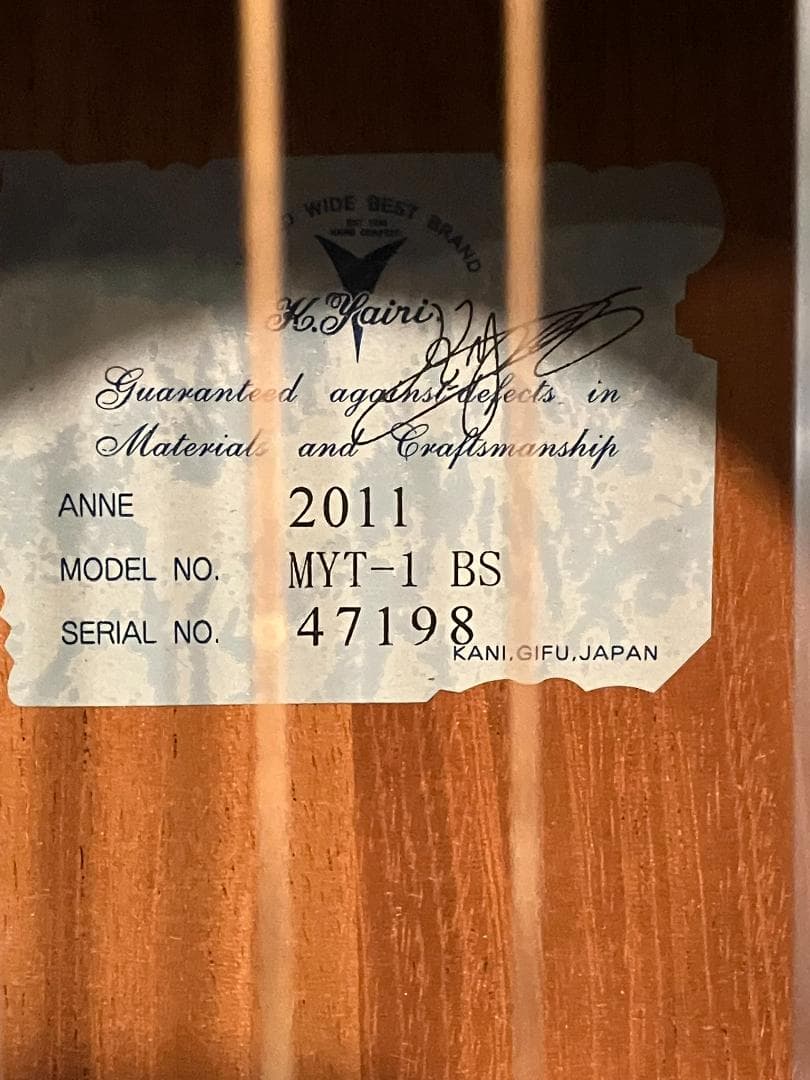 WIDE BEST BRAND
K.Yairi
Guaranteed against defects in
Materials and Craftsmanship
ANNE 2011
MODEL NO. MYT-1 BS
SERIAL NO. 47198
KANI,GIFU,JAPAN